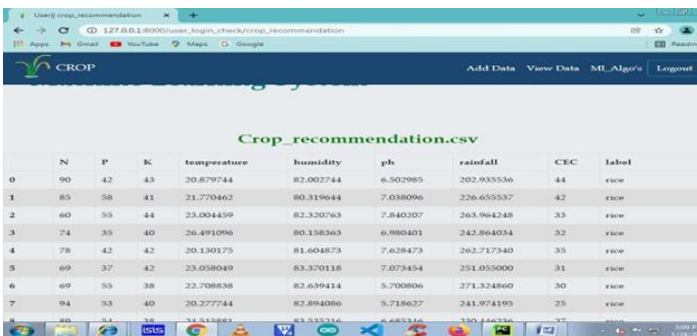 User|| crop_recommendation
127.0.0.1:8000/user_login_check/crop_recommendation
Apps Gmail YouTube Maps Google
CROP Add Data View Data Ml_Algo's Logout
Crop_recommendation.csv
N P K temperature humidity ph rainfall CEC label
0 90 42 43 20.879744 82.002744 6.502985 202.935536 44 rice
1 85 58 41 21.770462 80.319644 7.038096 226.655537 42 rice
2 60 55 44 23.004459 82.320763 7.840207 263.964248 33 rice
3 74 35 40 26.491096 80.158363 6.980401 242.864034 32 rice
4 78 42 42 20.130175 81.604873 7.628473 262.717340 35 rice
5 69 37 42 23.058049 83.370118 7.073454 251.055000 31 rice
6 69 55 38 22.708838 82.639414 5.700806 271.324860 30 rice
7 94 53 40 20.277744 82.894086 5.718627 241.974195 25 rice